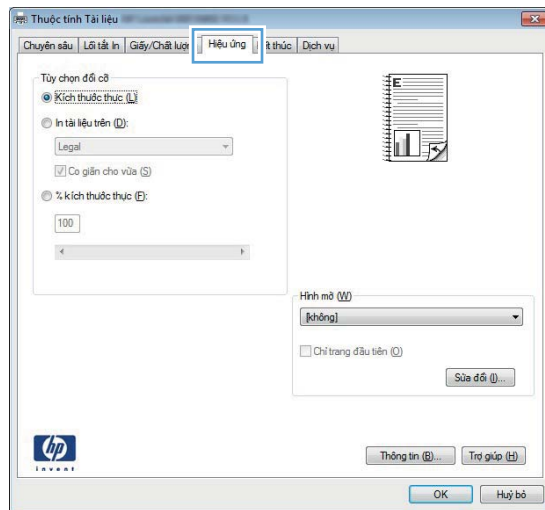 Thuộc tính Tài liệu
Chuyên sâu Lối tắt In Giấy/Chất lượn Hiệu ứng t thúc Dịch vụ
Tùy chọn đổi cỡ
Kích thước thực (L)
In tài liệu trên (D):
Legal
Co giãn cho vừa (S)
% kích thước thực (F):
100
E
Hình mờ (W)
[không]
Chỉ trang đầu tiên (O)
Sửa đổi (J)...
hp
invent
Thông tin (B)... Trợ giúp (H)
OK Huỷ bỏ